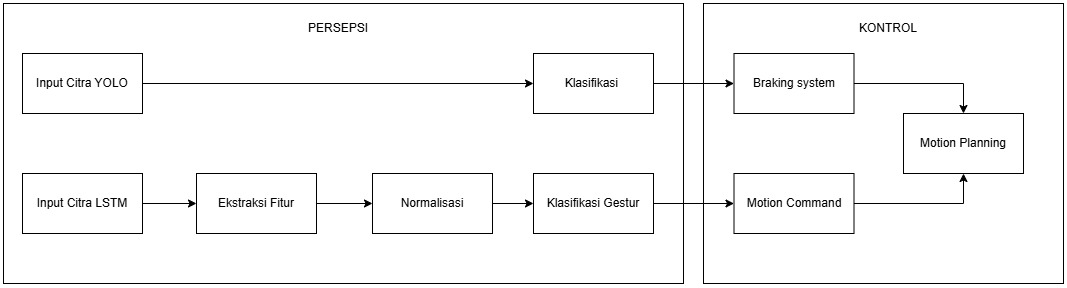 PERSEPSI
KONTROL
Input Citra YOLO
Klasifikasi
Braking system
Motion Planning
Input Citra LSTM
Ekstraksi Fitur
Normalisasi
Klasifikasi Gestur
Motion Command